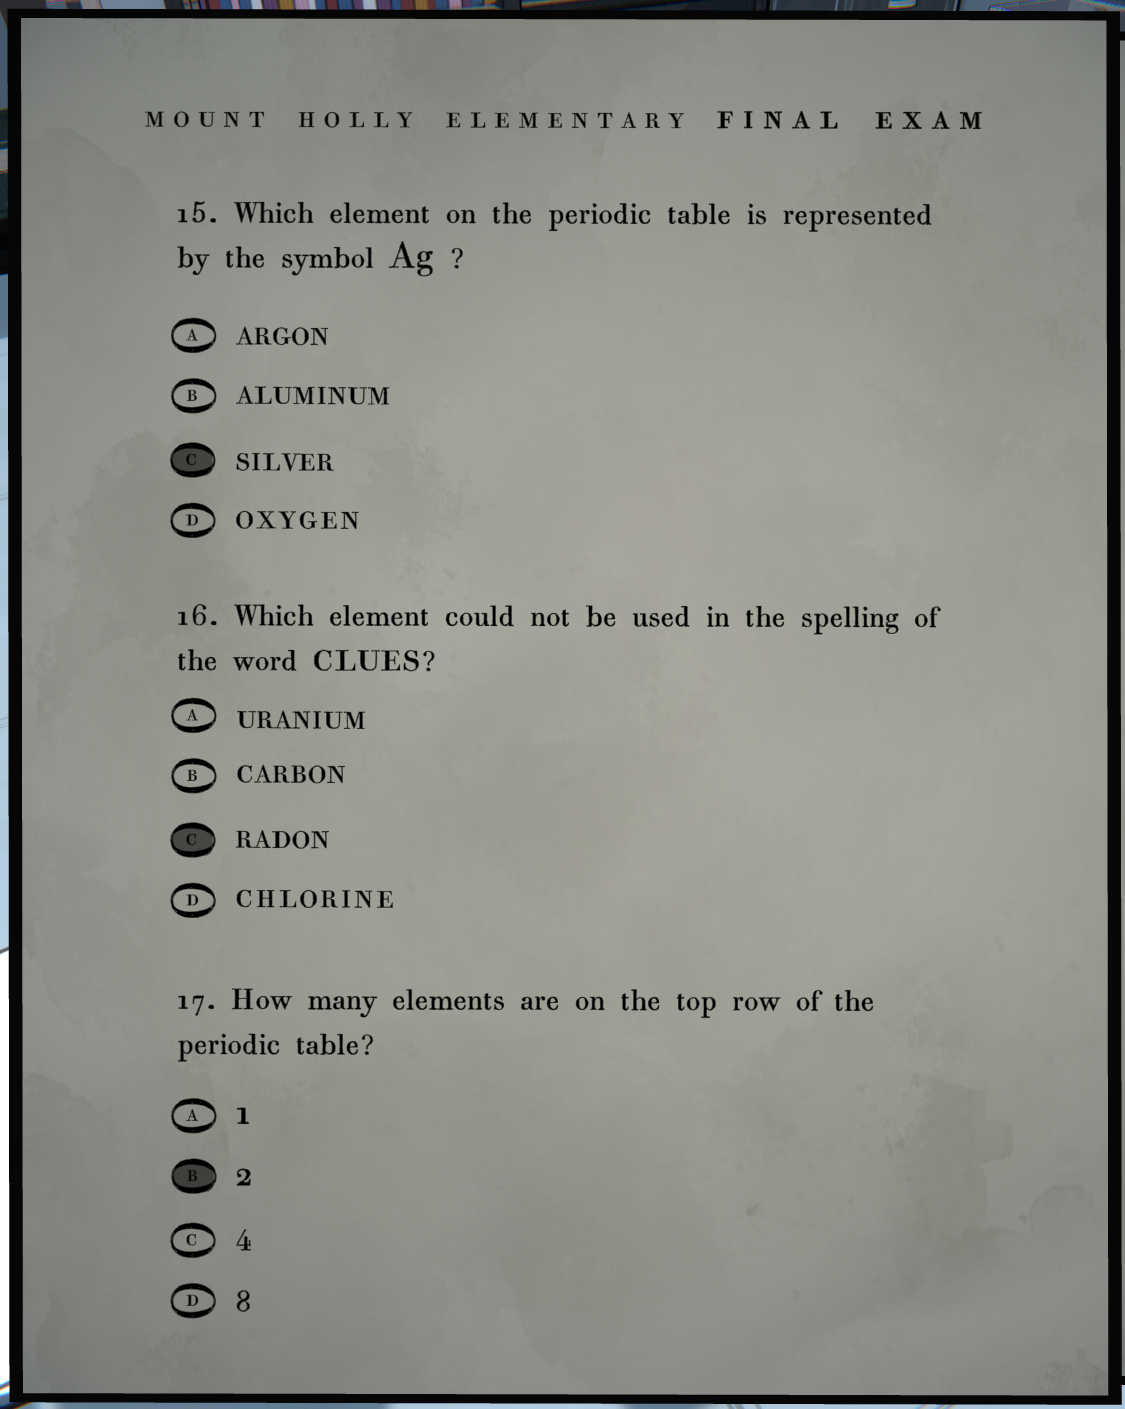 MOUNT HOLLY ELEMENTARY FINAL EXAM
15. Which element on the periodic table is represented
by the symbol Ag ?
A ARGON
B ALUMINUM
C SILVER
D OXYGEN
16. Which element could not be used in the spelling of
the word CLUES?
A URANIUM
B CARBON
C RADON
D CHLORINE
17. How many elements are on the top row of the
periodic table?
A 1
B 2
C 4
D 8